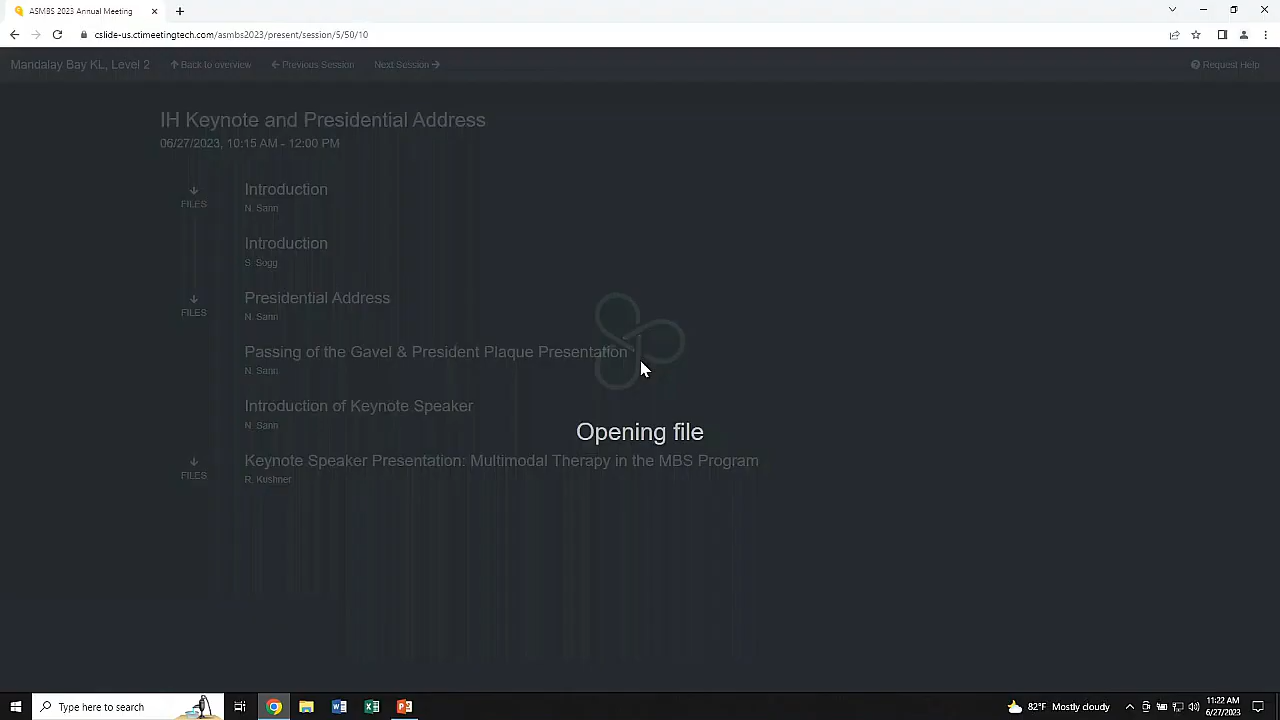 ASMBS 2023 Annual Meeting
cslide-us.ctimeetingtech.com/asmbs2023/present/session/5/50/10
Mandalay Bay KL, Level 2
Back to overview
Previous Session
Next Session
Request Help
IH Keynote and Presidential Address
06/27/2023, 10:15 AM - 12:00 PM
FILES
Introduction
N. Sann
Introduction
S. Sogg
FILES
Presidential Address
N. Sann
Passing of the Gavel & President Plaque Presentation
N. Sann
Introduction of Keynote Speaker
N. Sann
Opening file
FILES
Keynote Speaker Presentation: Multimodal Therapy in the MBS Program
R. Kushner
Type here to search
82°F Mostly cloudy
11:22 AM
6/27/2023